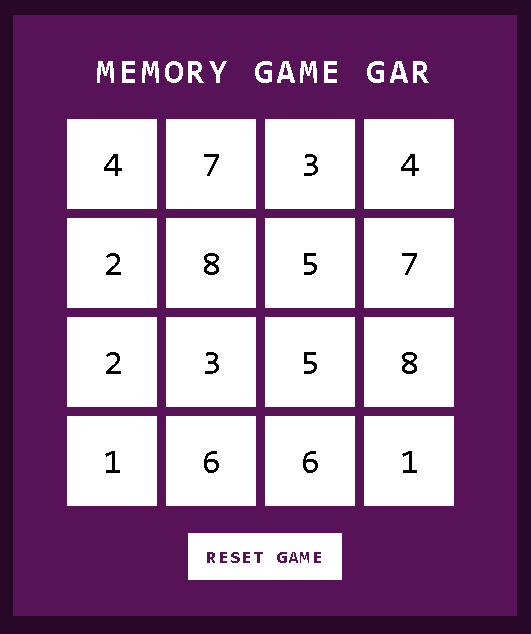 MEMORY GAME GAR
4 7 3 4
2 8 5 7
2 3 5 8
1 6 6 1
RESET GAME